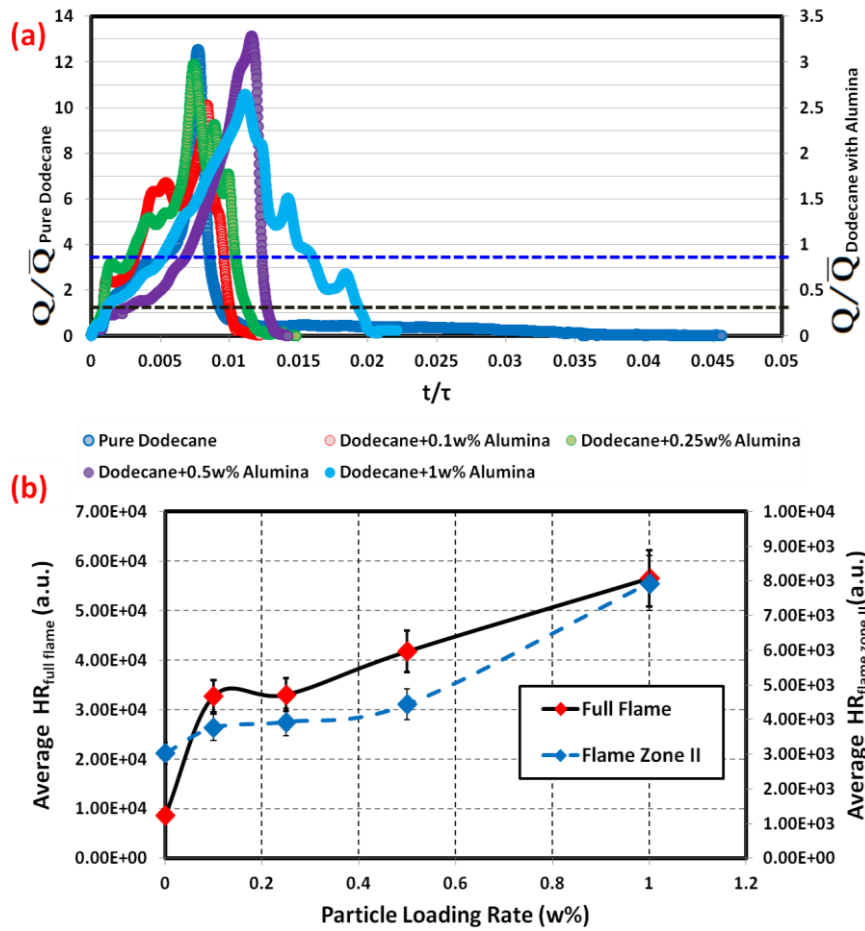 (a)
Q/Q̅ Pure Dodecane
14
12
10
8
6
4
2
0
3.5
3
2.5
2
1.5
1
0.5
0
Q/Q̅ Dodecane with Alumina
0 0.005 0.01 0.015 0.02 0.025 0.03 0.035 0.04 0.045 0.05
t/τ
Pure Dodecane Dodecane+0.1w% Alumina Dodecane+0.25w% Alumina
Dodecane+0.5w% Alumina Dodecane+1w% Alumina
(b)
Average HR full flame (a.u.)
7.00E+04
6.00E+04
5.00E+04
4.00E+04
3.00E+04
2.00E+04
1.00E+04
0.00E+00
1.00E+04
9.00E+03
8.00E+03
7.00E+03
6.00E+03
5.00E+03
4.00E+03
3.00E+03
2.00E+03
1.00E+03
0.00E+00
Average HR flame zone II (a.u.)
Full Flame
Flame Zone II
0 0.2 0.4 0.6 0.8 1 1.2
Particle Loading Rate (w%)